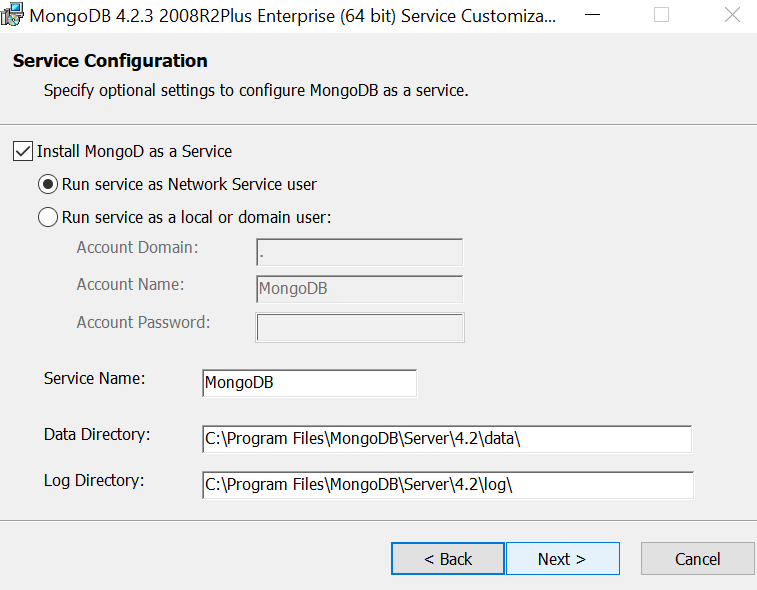 MongoDB 4.2.3 2008R2Plus Enterprise (64 bit) Service Customiza...
Service Configuration
Specify optional settings to configure MongoDB as a service.
Install MongoD as a Service
Run service as Network Service user
Run service as a local or domain user:
Account Domain: .
Account Name: MongoDB
Account Password:
Service Name: MongoDB
Data Directory: C:\Program Files\MongoDB\Server\4.2\data\
Log Directory: C:\Program Files\MongoDB\Server\4.2\log\
< Back Next > Cancel